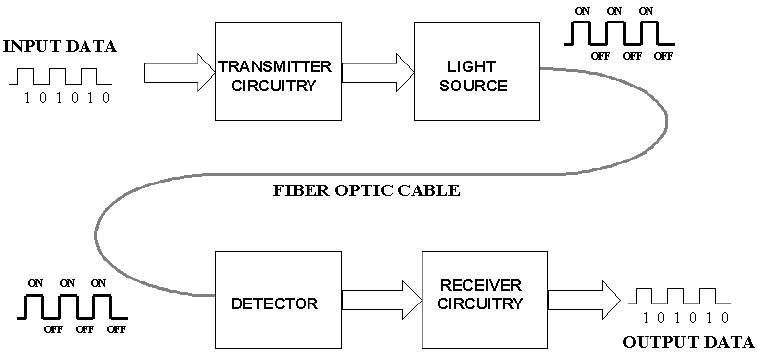 ON ON ON
OFF OFF OFF
INPUT DATA
1 0 1 0 1 0
TRANSMITTER
CIRCUITRY
LIGHT
SOURCE
FIBER OPTIC CABLE
ON ON ON
OFF OFF OFF
DETECTOR
RECEIVER
CIRCUITRY
1 0 1 0 1 0
OUTPUT DATA